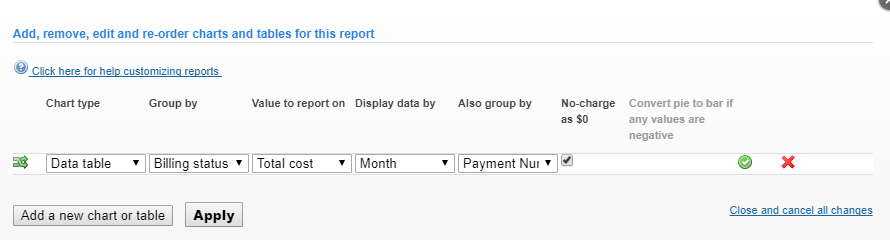 Add, remove, edit and re-order charts and tables for this report
Click here for help customizing reports
Chart type Group by Value to report on Display data by Also group by No-charge as $0 Convert pie to bar if any values are negative
Data table Billing status Total cost Month Payment Nur
Add a new chart or table Apply Close and cancel all changes